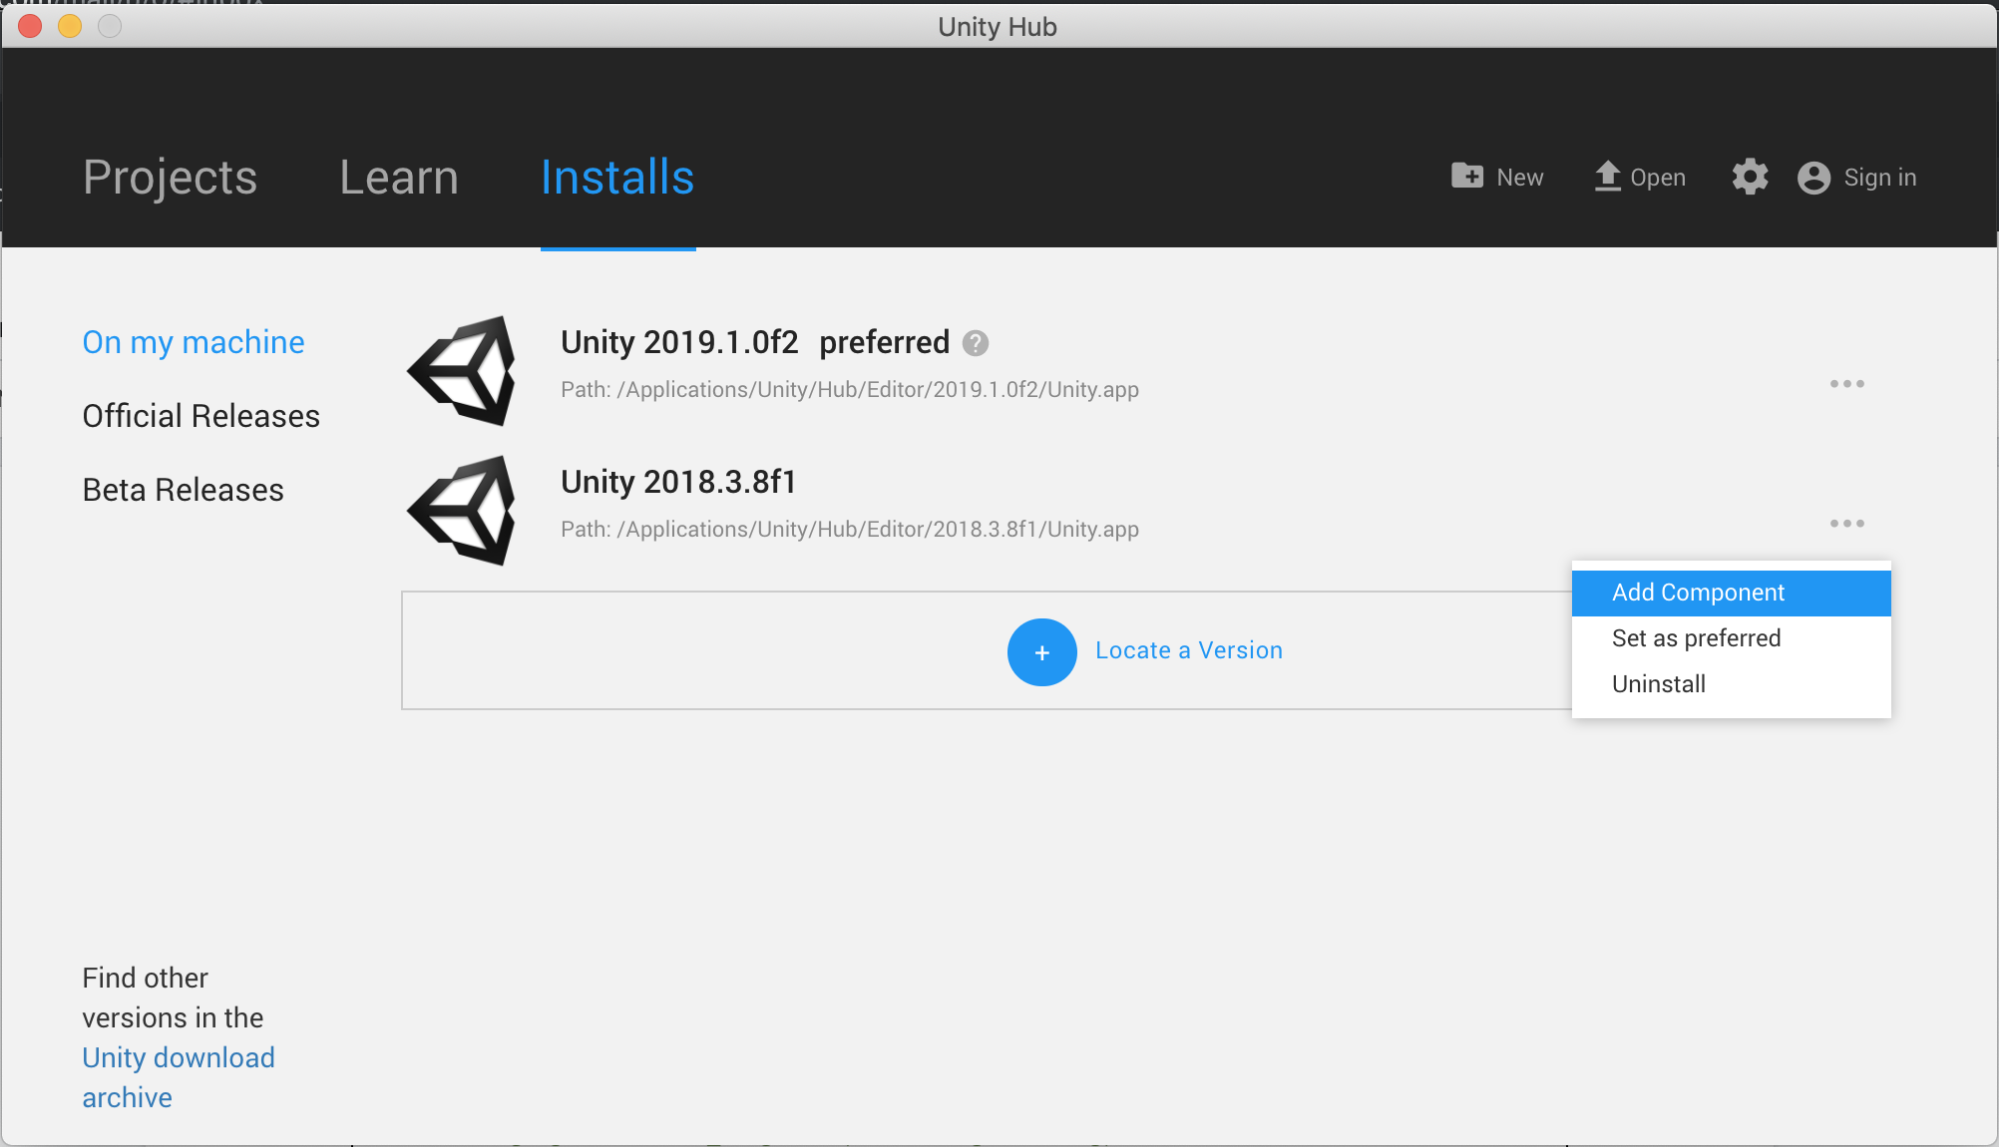 Unity Hub
Projects Learn Installs New Open Sign in
On my machine
Official Releases
Beta Releases
Unity 2019.1.0f2 preferred ?
Path: /Applications/Unity/Hub/Editor/2019.1.0f2/Unity.app
Unity 2018.3.8f1
Path: /Applications/Unity/Hub/Editor/2018.3.8f1/Unity.app
+ Locate a Version
Add Component
Set as preferred
Uninstall
Find other
versions in the
Unity download
archive